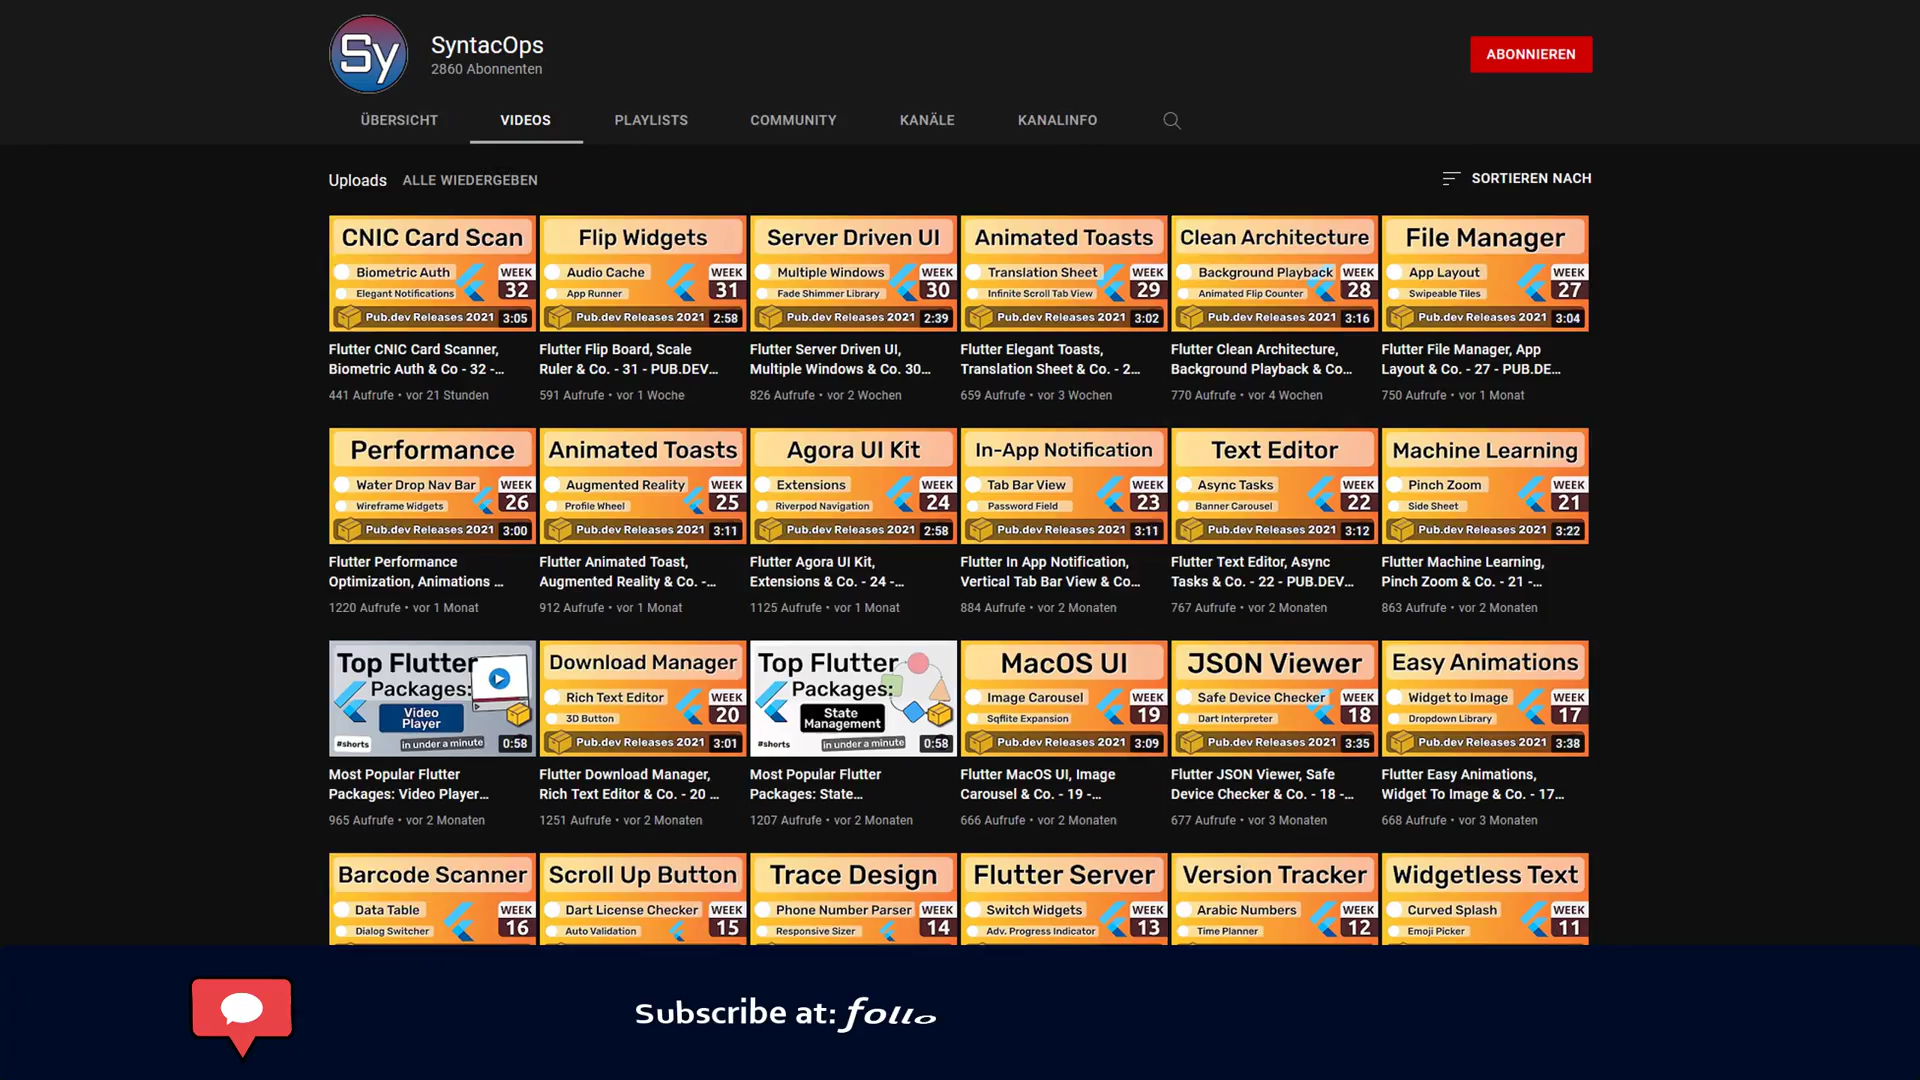 Sy
SyntacOps
2860 Abonnenten
ABONNIEREN
ÜBERSICHT VIDEOS PLAYLISTS COMMUNITY KANÄLE KANALINFO
Uploads ALLE WIEDERGEBEN
SORTIEREN NACH
CNIC Card Scan
Biometric Auth
Elegant Notifications
WEEK
32
Pub.dev Releases 2021
3:05
Flutter CNIC Card Scanner,
Biometric Auth & Co - 32 -...
441 Aufrufe • vor 21 Stunden
Flip Widgets
Audio Cache
App Runner
WEEK
31
Pub.dev Releases 2021
2:58
Flutter Flip Board, Scale
Ruler & Co. - 31 - PUB.DEV...
591 Aufrufe • vor 1 Woche
Server Driven UI
Multiple Windows
Fade Shimmer Library
WEEK
30
Pub.dev Releases 2021
2:39
Flutter Server Driven UI,
Multiple Windows & Co. 30...
826 Aufrufe • vor 2 Wochen
Animated Toasts
Translation Sheet
Infinite Scroll Tab View
WEEK
29
Pub.dev Releases 2021
3:02
Flutter Elegant Toasts,
Translation Sheet & Co. - 2...
659 Aufrufe • vor 3 Wochen
Clean Architecture
Background Playback
Animated Flip Counter
WEEK
28
Pub.dev Releases 2021
3:16
Flutter Clean Architecture,
Background Playback & Co...
770 Aufrufe • vor 4 Wochen
File Manager
App Layout
Swipeable Tiles
WEEK
27
Pub.dev Releases 2021
3:04
Flutter File Manager, App
Layout & Co. - 27 - PUB.DE...
750 Aufrufe • vor 1 Monat
Performance
Water Drop Nav Bar
Wireframe Widgets
WEEK
26
Pub.dev Releases 2021
3:00
Flutter Performance
Optimization, Animations ...
1220 Aufrufe • vor 1 Monat
Animated Toasts
Augmented Reality
Profile Wheel
WEEK
25
Pub.dev Releases 2021
3:11
Flutter Animated Toast,
Augmented Reality & Co. -...
912 Aufrufe • vor 1 Monat
Agora UI Kit
Extensions
Riverpod Navigation
WEEK
24
Pub.dev Releases 2021
2:58
Flutter Agora UI Kit,
Extensions & Co. - 24 -...
1125 Aufrufe • vor 1 Monat
In-App Notification
Tab Bar View
Password Field
WEEK
23
Pub.dev Releases 2021
3:11
Flutter In App Notification,
Vertical Tab Bar View & Co...
884 Aufrufe • vor 2 Monaten
Text Editor
Async Tasks
Banner Carousel
WEEK
22
Pub.dev Releases 2021
3:12
Flutter Text Editor, Async
Tasks & Co. - 22 - PUB.DEV...
767 Aufrufe • vor 2 Monaten
Machine Learning
Pinch Zoom
Side Sheet
WEEK
21
Pub.dev Releases 2021
3:22
Flutter Machine Learning,
Pinch Zoom & Co. - 21 -...
863 Aufrufe • vor 2 Monaten
Top Flutter
Packages:
Video
Player
#shorts
in under a minute
0:58
Most Popular Flutter
Packages: Video Player...
965 Aufrufe • vor 2 Monaten
Download Manager
Rich Text Editor
3D Button
WEEK
20
Pub.dev Releases 2021
3:01
Flutter Download Manager,
Rich Text Editor & Co. - 20 ...
1251 Aufrufe • vor 2 Monaten
Top Flutter
Packages:
State
Management
#shorts
in under a minute
0:58
Most Popular Flutter
Packages: State...
1207 Aufrufe • vor 2 Monaten
MacOS UI
Image Carousel
Sqflite Expansion
WEEK
19
Pub.dev Releases 2021
3:09
Flutter MacOS UI, Image
Carousel & Co. - 19 -...
666 Aufrufe • vor 2 Monaten
JSON Viewer
Safe Device Checker
Dart Interpreter
WEEK
18
Pub.dev Releases 2021
3:35
Flutter JSON Viewer, Safe
Device Checker & Co. - 18 -...
677 Aufrufe • vor 3 Monaten
Easy Animations
Widget to Image
Dropdown Library
WEEK
17
Pub.dev Releases 2021
3:38
Flutter Easy Animations,
Widget To Image & Co. - 17...
668 Aufrufe • vor 3 Monaten
Barcode Scanner
Data Table
Dialog Switcher
WEEK
16
Scroll Up Button
Dart License Checker
Auto Validation
WEEK
15
Trace Design
Phone Number Parser
Responsive Sizer
WEEK
14
Flutter Server
Switch Widgets
Adv. Progress Indicator
WEEK
13
Version Tracker
Arabic Numbers
Time Planner
WEEK
12
Widgetless Text
Curved Splash
Emoji Picker
WEEK
11
Subscribe at: follo